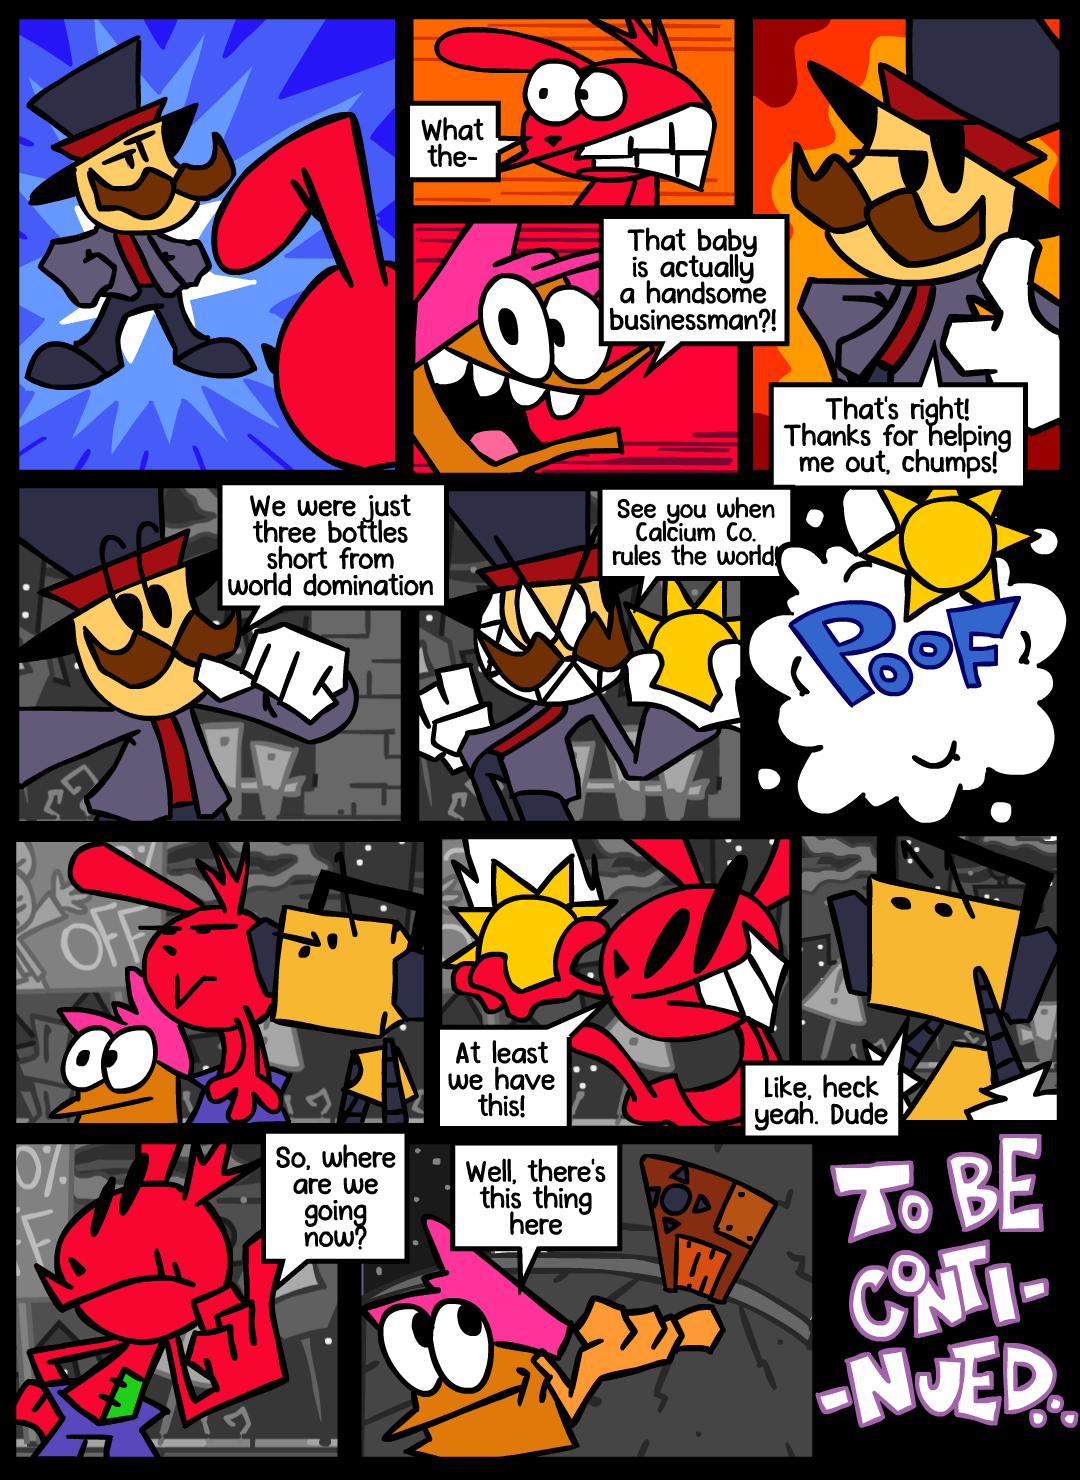 What
the-
That baby
is actually
a handsome
businessman?!
That's right!
Thanks for helping
me out, chumps!
We were just
three bottles
short from
world domination
See you when
Calcium Co.
rules the world!
POOF
OFF
At least
we have
this!
Like, heck
yeah. Dude
0%
FF
So, where
are we
going
now?
Well, there's
this thing
here
TO BE
CONTI-
-NUED...